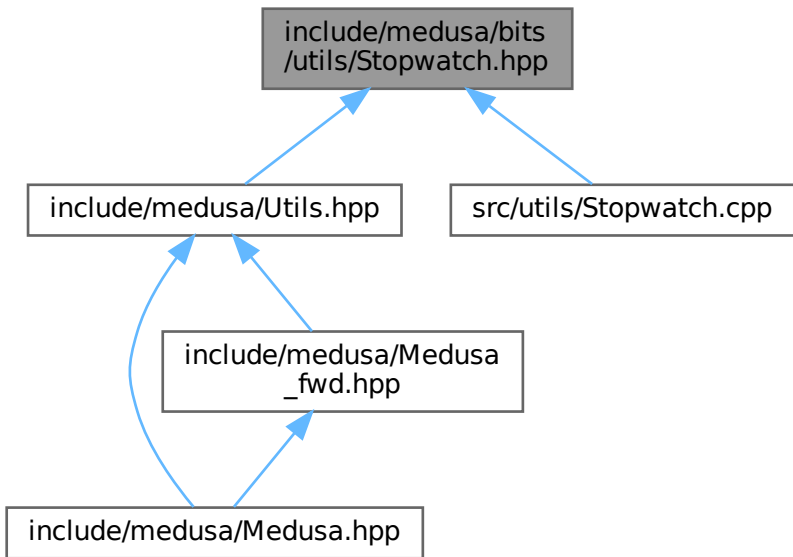 include/medusa/bits
/utils/Stopwatch.hpp
include/medusa/Utils.hpp
src/utils/Stopwatch.cpp
include/medusa/Medusa
_fwd.hpp
include/medusa/Medusa.hpp